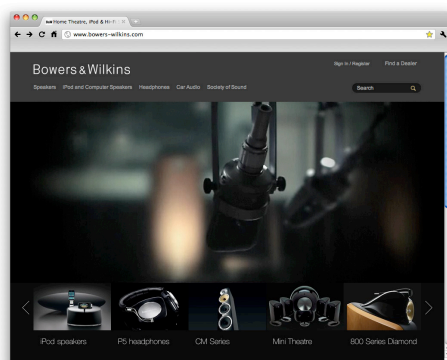 Home Theatre, iPod & Hi-Fi
www.bowers-wilkins.com
Sign in / Register Find a Dealer
Bowers & Wilkins
Speakers iPod and Computer Speakers Headphones Car Audio Society of Sound
Search
iPod speakers P5 headphones CM Series Mini Theatre 800 Series Diamond